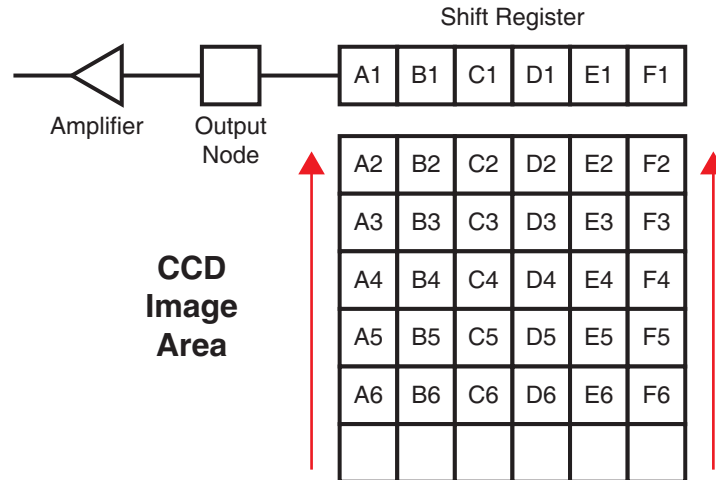 Shift Register
A1 B1 C1 D1 E1 F1
Amplifier
Output
Node
A2 B2 C2 D2 E2 F2
A3 B3 C3 D3 E3 F3
CCD
Image
Area
A4 B4 C4 D4 E4 F4
A5 B5 C5 D5 E5 F5
A6 B6 C6 D6 E6 F6